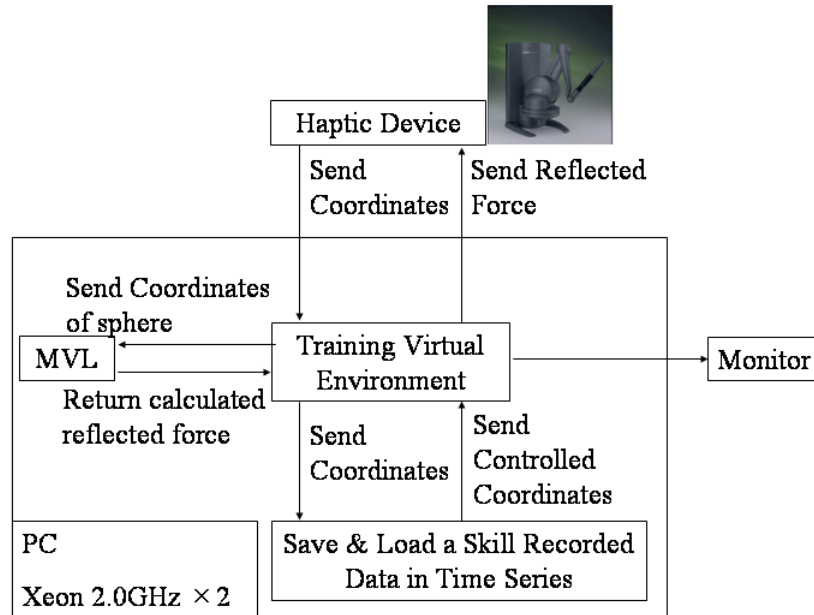 Haptic Device
Send
Coordinates
Send Reflected
Force
Send Coordinates
of sphere
MVL
Training Virtual
Environment
Monitor
Return calculated
reflected force
Send
Coordinates
Send
Controlled
Coordinates
PC
Xeon 2.0GHz × 2
Save & Load a Skill Recorded
Data in Time Series